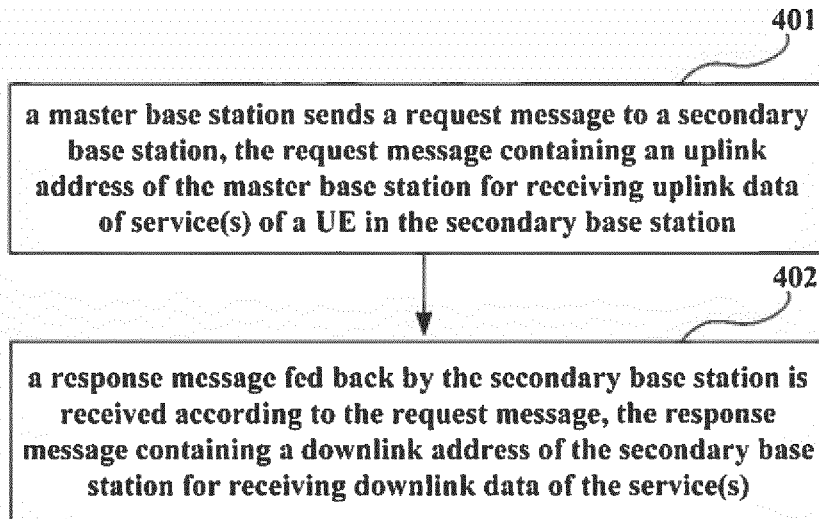 401
a master base station sends a request message to a secondary
base station, the request message containing an uplink
address of the master base station for receiving uplink data
of service(s) of a UE in the secondary base station
402
a response message fed back by the secondary base station is
received according to the request message, the response
message containing a downlink address of the secondary base
station for receiving downlink data of the service(s)